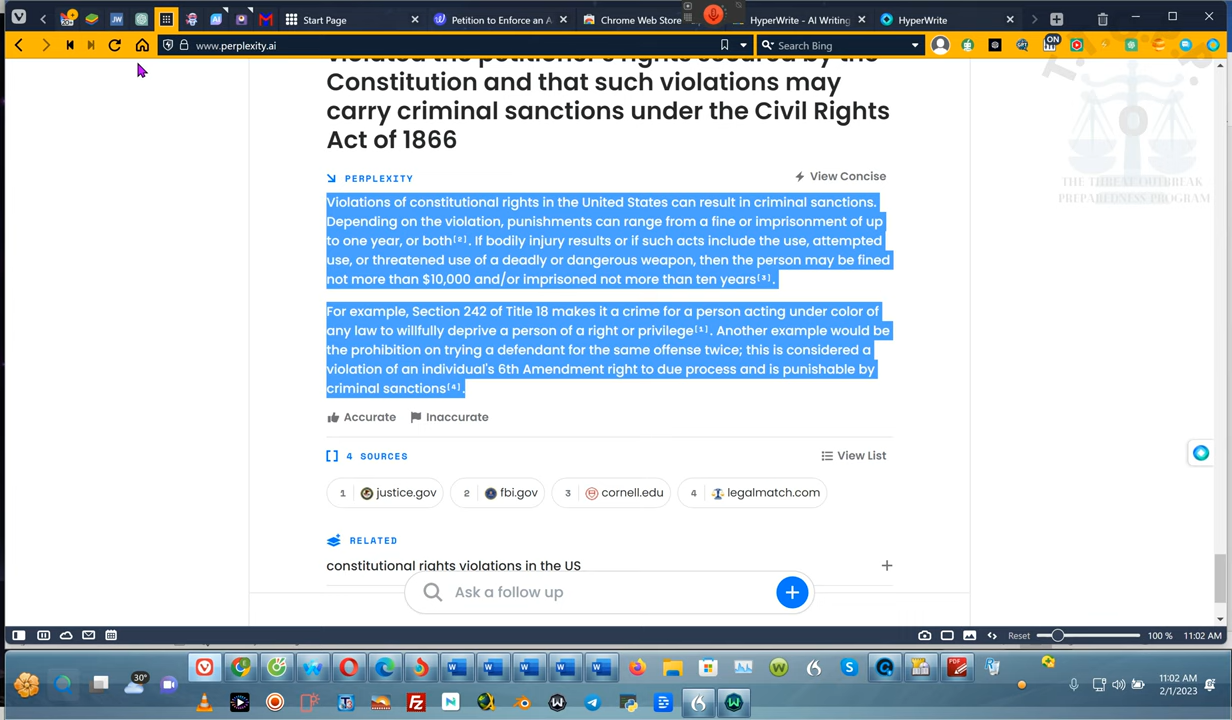 Start Page
Petition to Enforce an A
Chrome Web Store
HyperWrite - AI Writing
HyperWrite
www.perplexity.ai
Search Bing
ON
violated the petitioner's rights secured by the
Constitution and that such violations may
carry criminal sanctions under the Civil Rights
Act of 1866
PERPLEXITY
View Concise
Violations of constitutional rights in the United States can result in criminal sanctions.
Depending on the violation, punishments can range from a fine or imprisonment of up
to one year, or both[2]. If bodily injury results or if such acts include the use, attempted
use, or threatened use of a deadly or dangerous weapon, then the person may be fined
not more than $10,000 and/or imprisoned not more than ten years[3].
For example, Section 242 of Title 18 makes it a crime for a person acting under color of
any law to willfully deprive a person of a right or privilege[1]. Another example would be
the prohibition on trying a defendant for the same offense twice; this is considered a
violation of an individual's 6th Amendment right to due process and is punishable by
criminal sanctions[4].
Accurate
Inaccurate
4 SOURCES
View List
1 justice.gov
2 fbi.gov
3 cornell.edu
4 legalmatch.com
RELATED
constitutional rights violations in the US
Ask a follow up
THE THREAT OUTBREAK
PREPAREDNESS PROGRAM
Reset
100 %
11:02 AM
30°
11:02 AM
2/1/2023